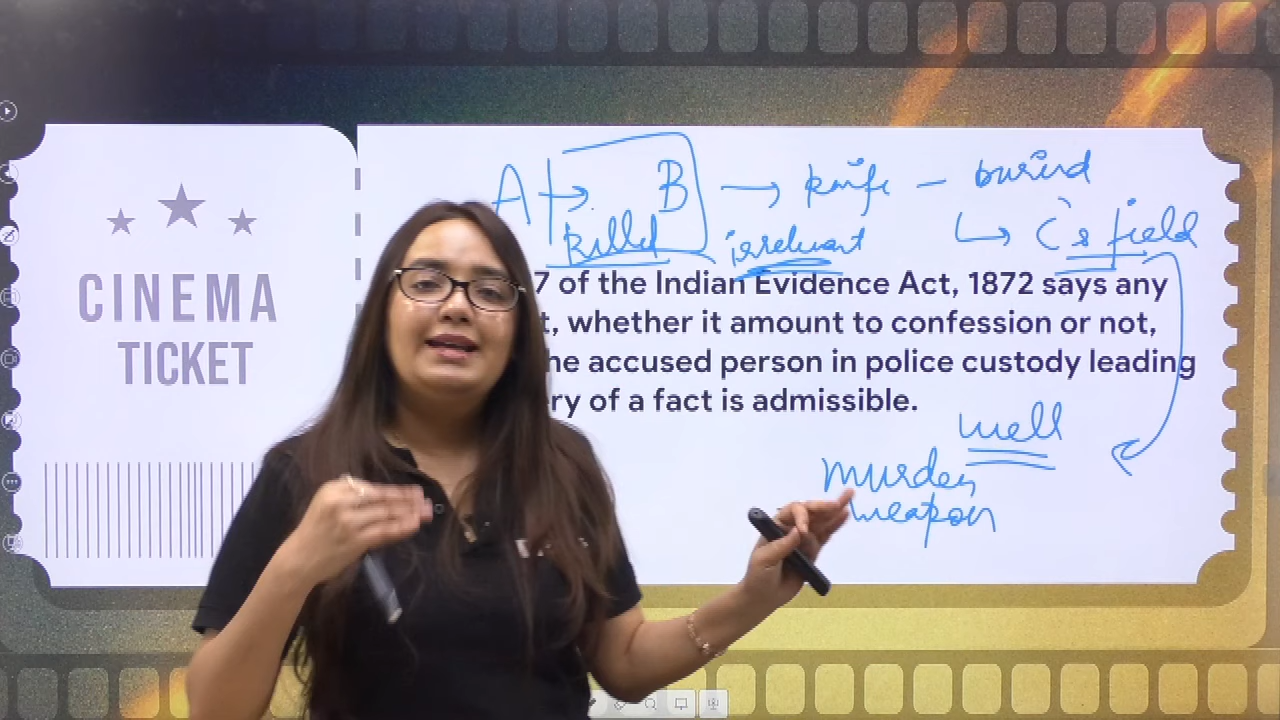 CINEMA
TICKET
A → B → knife - buried
killed irrelevant ↳ C's field
7 of the Indian Evidence Act, 1872 says any
t, whether it amount to confession or not,
he accused person in police custody leading
ry of a fact is admissible.
well
murder
weapon